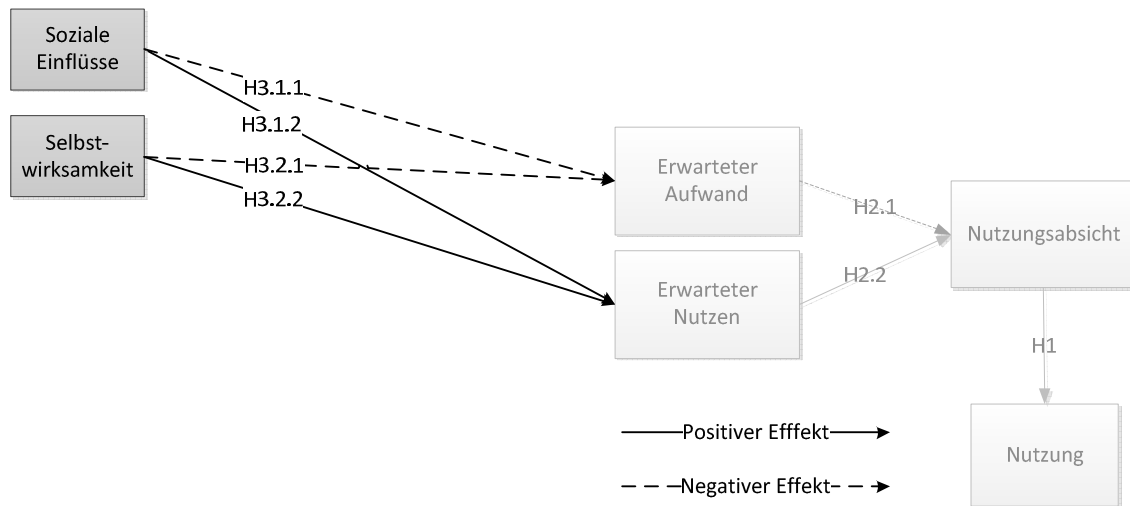 Soziale
Einflüsse
Selbst-
wirksamkeit
H3.1.1
H3.1.2
H3.2.1
H3.2.2
Erwarteter
Aufwand
Erwarteter
Nutzen
H2.1
H2.2
Nutzungsabsicht
H1
Nutzung
Positiver Efffekt
Negativer Effekt